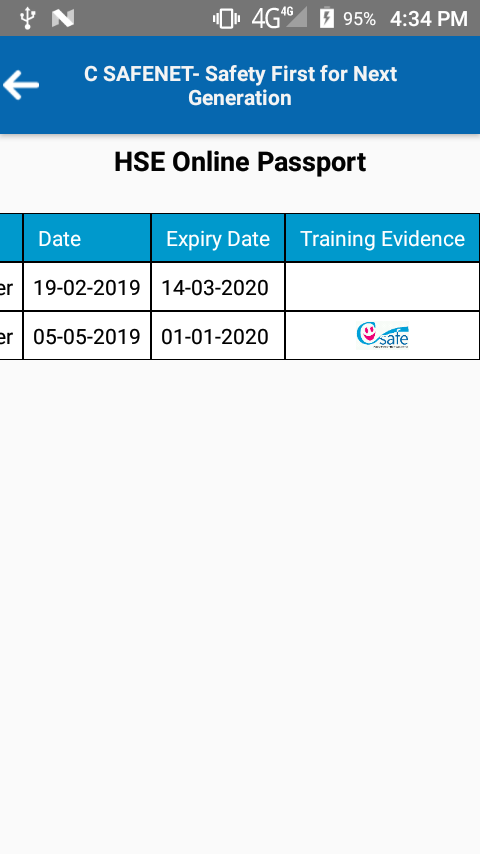 4G 4G 95% 4:34 PM
C SAFENET- Safety First for Next
Generation
HSE Online Passport
Date Expiry Date Training Evidence
er 19-02-2019 14-03-2020
er 05-05-2019 01-01-2020 safe